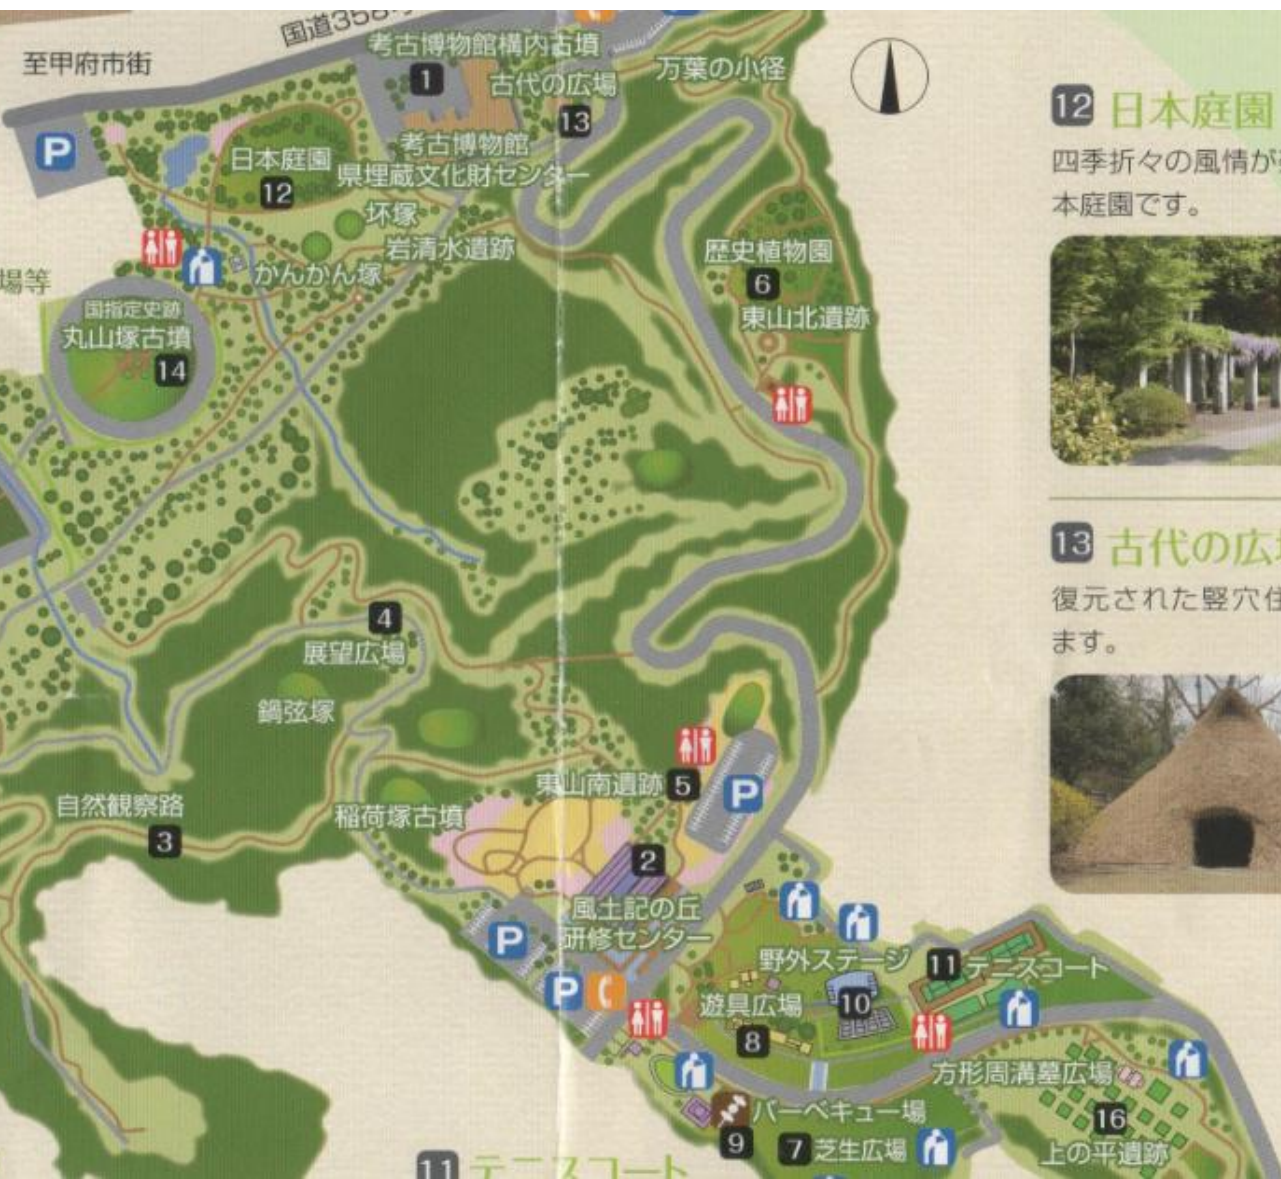 国道358号
至甲府市街
考古博物館構内古墳
1
古代の広場
13
万葉の小径
P
日本庭園
12
考古博物館
県埋蔵文化財センター
坏塚
岩清水遺跡
かんかん塚
場等
国指定史跡
丸山塚古墳
14
歴史植物園
6
東山北遺跡
4
展望広場
鍋弦塚
自然観察路
3
稲荷塚古墳
東山南遺跡 5
P
2
風土記の丘
研修センター
P
P
野外ステージ
10
11 テニスコート
遊具広場
8
方形周溝墓広場
16
上の平遺跡
バーベキュー場
9
7 芝生広場
11 テニスコート
12 日本庭園
四季折々の風情が
本庭園です。
13 古代の広場
復元された竪穴住
ます。